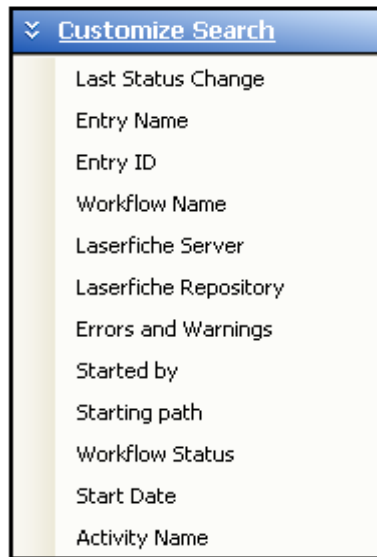 Customize Search
Last Status Change
Entry Name
Entry ID
Workflow Name
Laserfiche Server
Laserfiche Repository
Errors and Warnings
Started by
Starting path
Workflow Status
Start Date
Activity Name